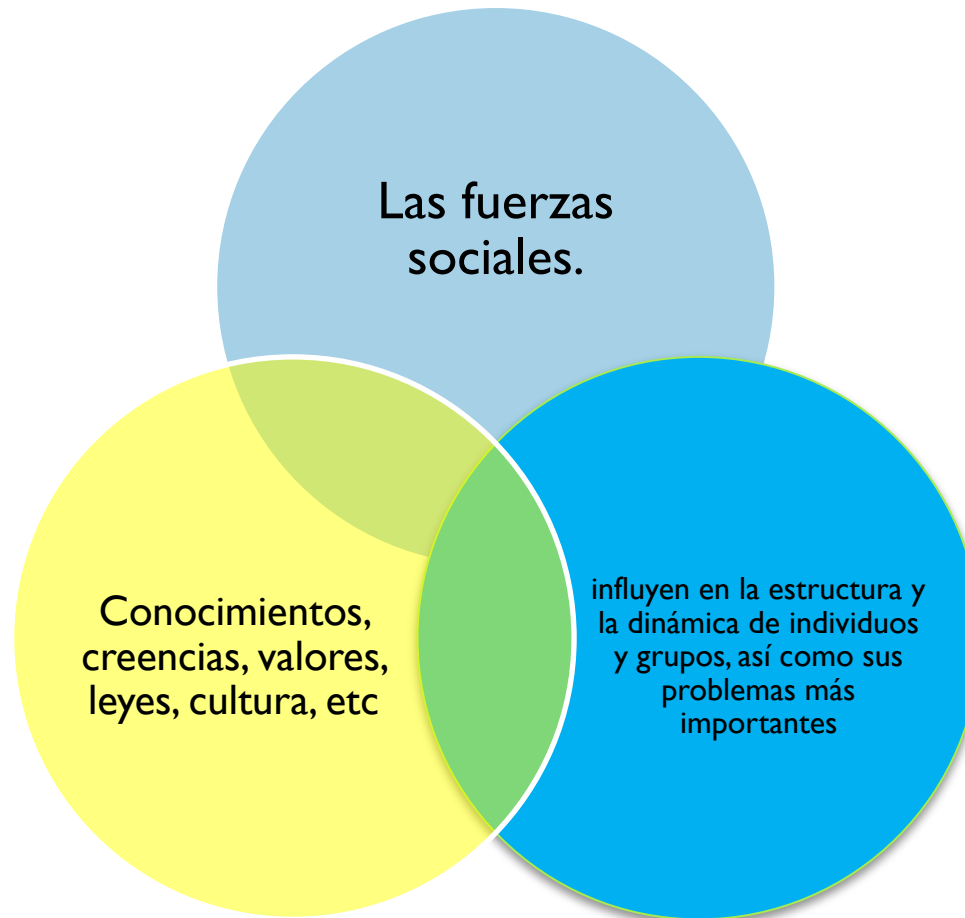 Las fuerzas
sociales.
Conocimientos,
creencias, valores,
leyes, cultura, etc
influyen en la estructura y
la dinámica de individuos
y grupos, así como sus
problemas más
importantes